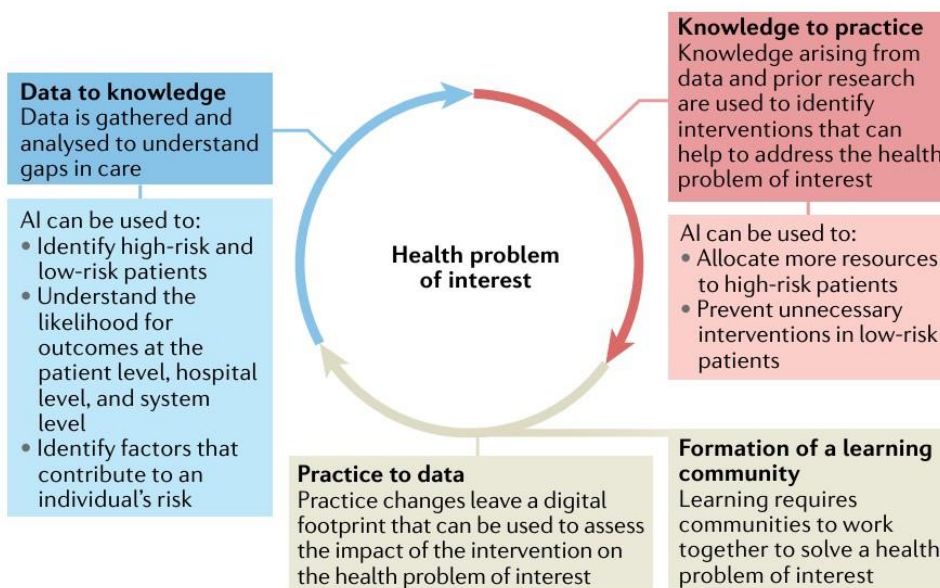 Data to knowledge
Data is gathered and
analysed to understand
gaps in care
AI can be used to:
• Identify high-risk and
low-risk patients
• Understand the
likelihood for
outcomes at the
patient level, hospital
level, and system
level
• Identify factors that
contribute to an
individual's risk
Health problem
of interest
Knowledge to practice
Knowledge arising from
data and prior research
are used to identify
interventions that can
help to address the health
problem of interest
AI can be used to:
• Allocate more resources
to high-risk patients
• Prevent unnecessary
interventions in low-risk
patients
Practice to data
Practice changes leave a digital
footprint that can be used to assess
the impact of the intervention on
the health problem of interest
Formation of a learning
community
Learning requires
communities to work
together to solve a health
problem of interest